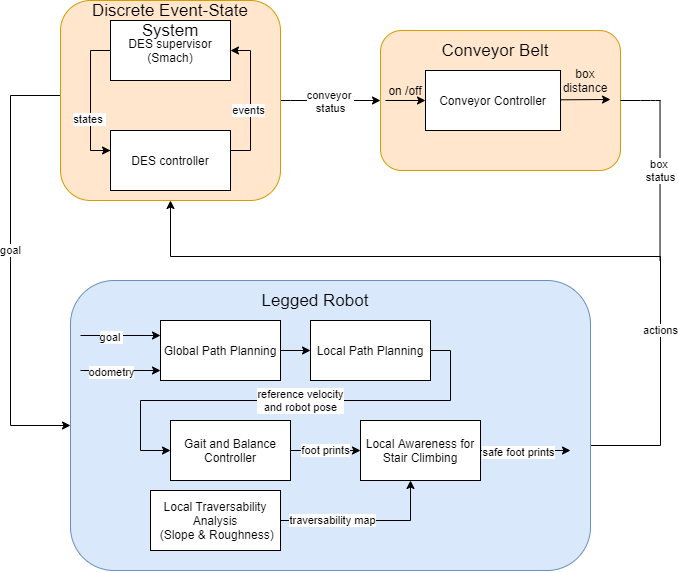 Discrete Event-State
System
DES supervisor
(Smach)
states
events
DES controller
conveyor
status
Conveyor Belt
on /off
Conveyor Controller
box
distance
box
status
goal
actions
Legged Robot
goal
odometry
Global Path Planning
Local Path Planning
reference velocity
and robot pose
Gait and Balance
Controller
foot prints
Local Awareness for
Stair Climbing
safe foot prints
Local Traversability
Analysis
(Slope & Roughness)
traversability map